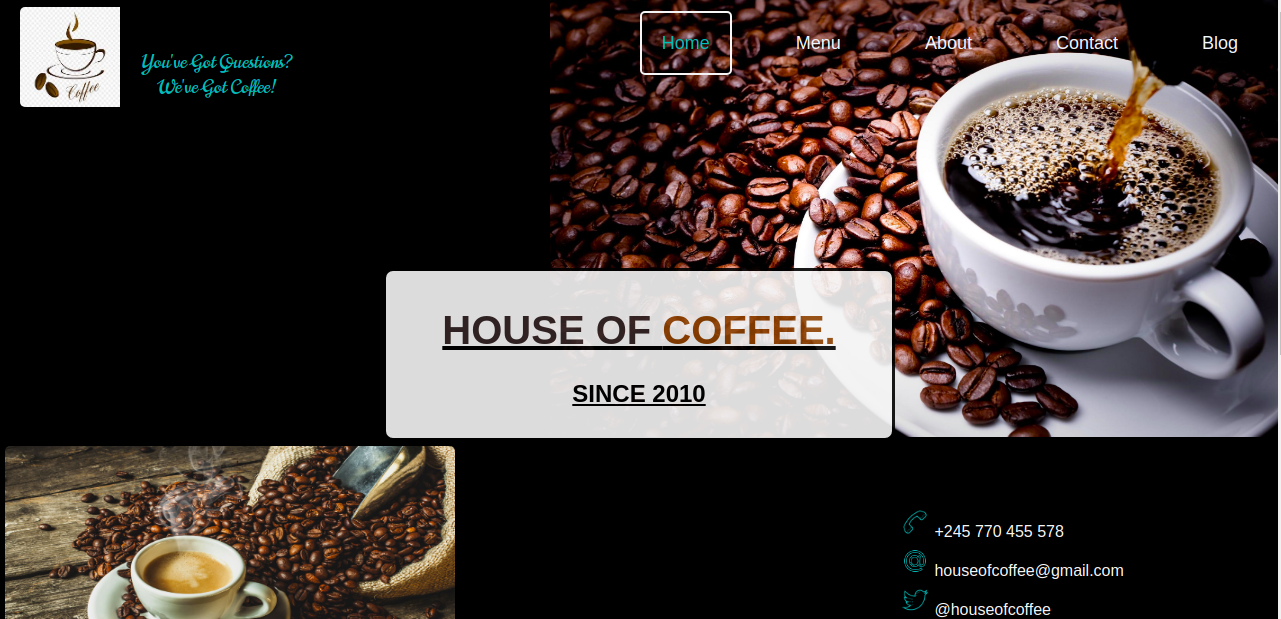 Coffee
You've Got Questions?
We've Got Coffee!
Home
Menu
About
Contact
Blog
HOUSE OF COFFEE.
SINCE 2010
+245 770 455 578
houseofcoffee@gmail.com
@houseofcoffee